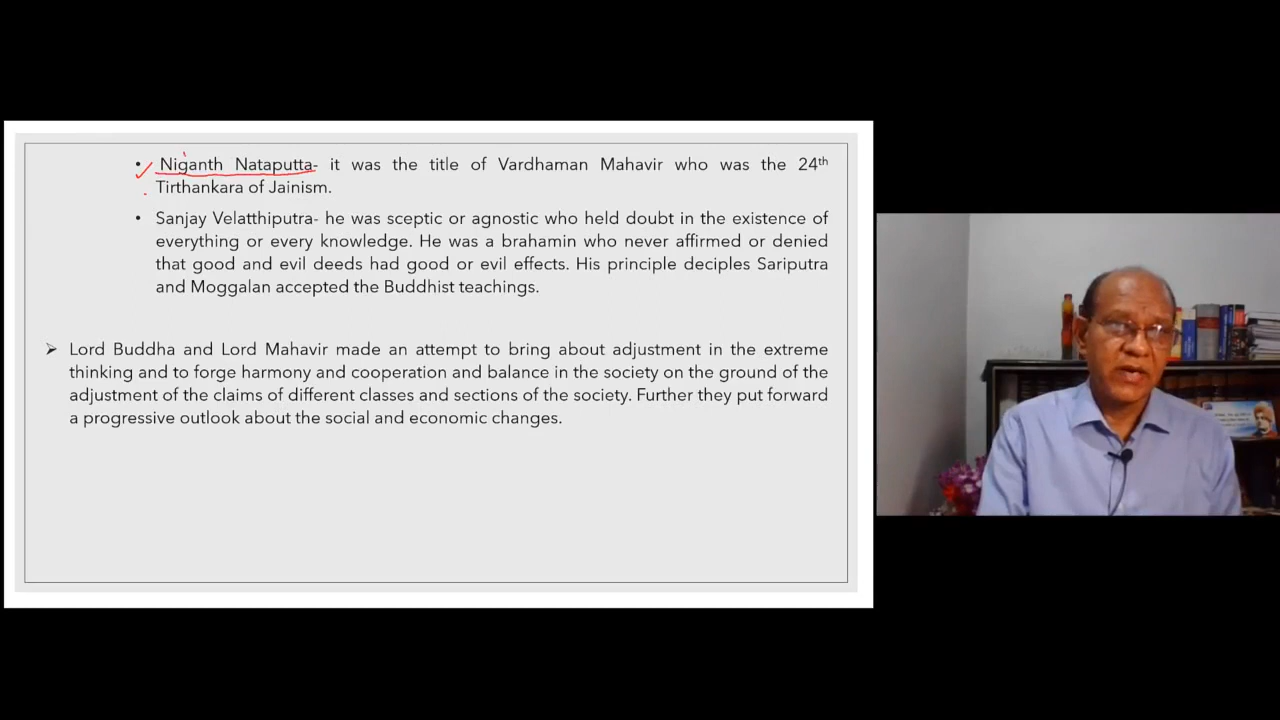 • Niganth Nataputta- it was the title of Vardhaman Mahavir who was the 24th
Tirthankara of Jainism.
• Sanjay Velatthiputra- he was sceptic or agnostic who held doubt in the existence of
everything or every knowledge. He was a brahamin who never affirmed or denied
that good and evil deeds had good or evil effects. His principle deciples Sariputra
and Moggalan accepted the Buddhist teachings.
➢ Lord Buddha and Lord Mahavir made an attempt to bring about adjustment in the extreme
thinking and to forge harmony and cooperation and balance in the society on the ground of the
adjustment of the claims of different classes and sections of the society. Further they put forward
a progressive outlook about the social and economic changes.